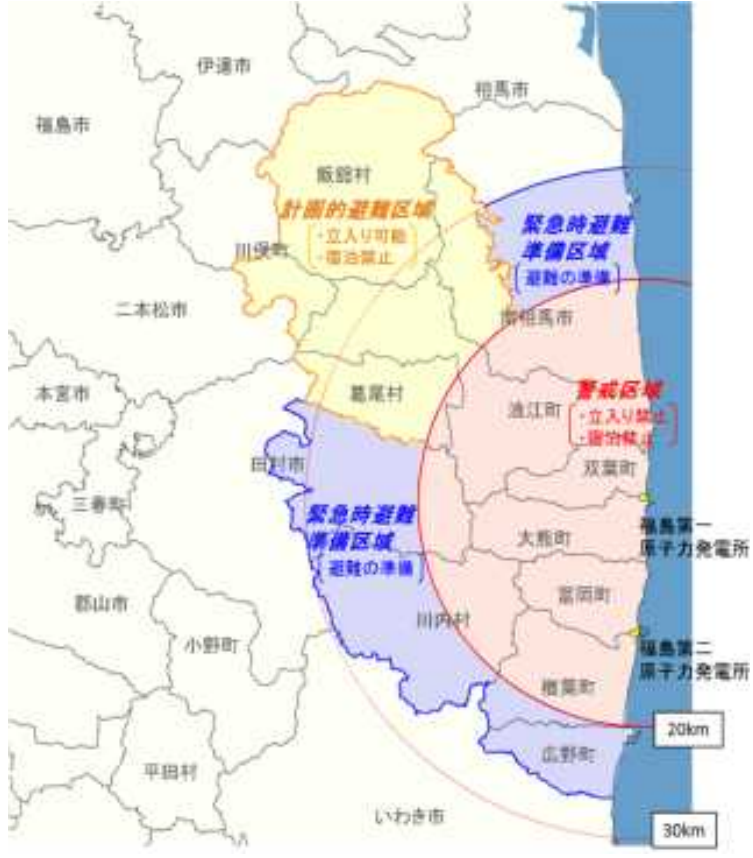 伊達市
相馬市
福島市
飯舘村
計画的避難区域
・立入り可能
・宿泊禁止
緊急時避難
準備区域
避難の準備
川俣町
二本松市
南相馬市
本宮市
葛尾村
浪江町
警戒区域
・立入り禁止
・宿泊禁止
田村市
双葉町
三春町
緊急時避難
準備区域
避難の準備
大熊町
福島第一
原子力発電所
郡山市
富岡町
川内村
小野町
福島第二
原子力発電所
楢葉町
20km
広野町
平田村
いわき市
30km